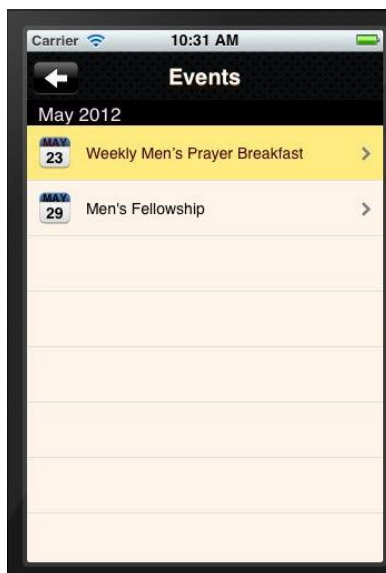 Carrier 10:31 AM
Events
May 2012
MAY
23 Weekly Men's Prayer Breakfast
MAY
29 Men's Fellowship